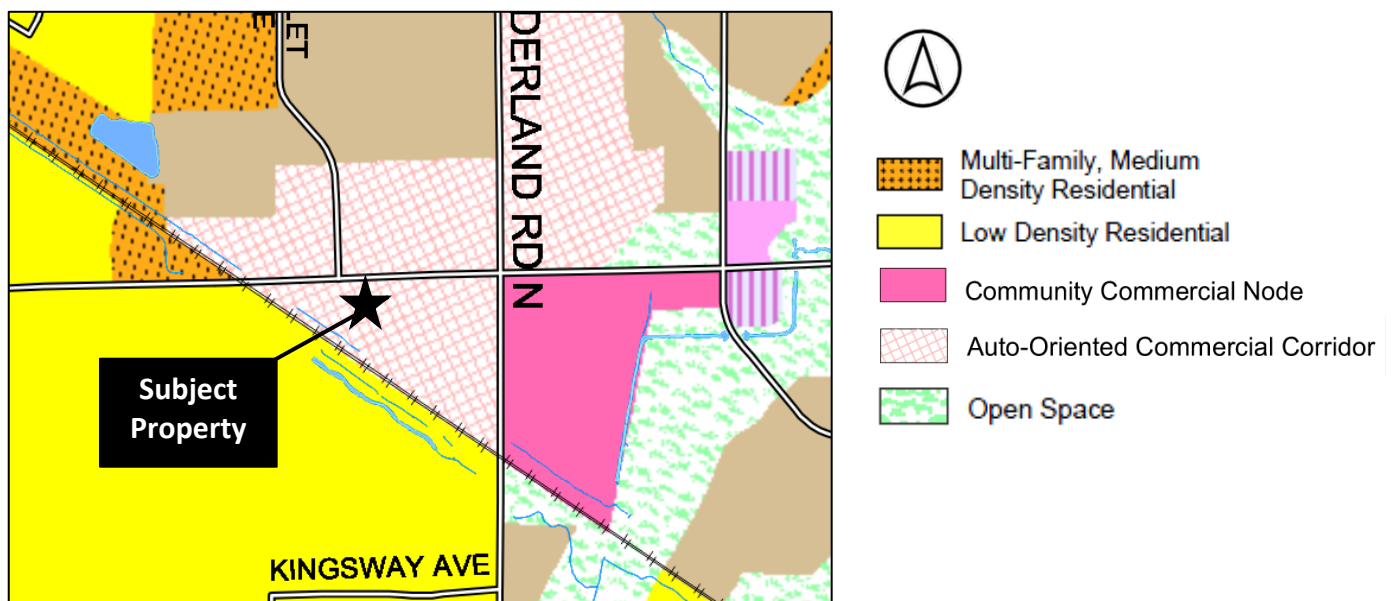 LET
E
DERLAND RD N
Subject
Property
KINGSWAY AVE
Multi-Family, Medium
Density Residential
Low Density Residential
Community Commercial Node
Auto-Oriented Commercial Corridor
Open Space